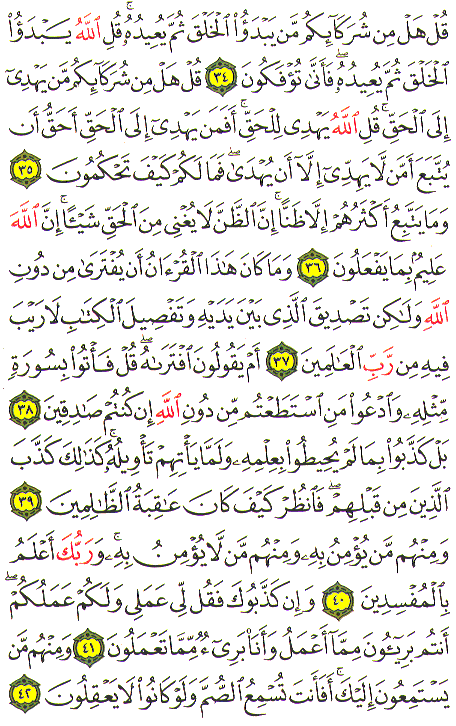 قُلْ هَلْ مِن شُرَكَآئِكُم مَّن يَبْدَؤُا۟ ٱلْخَلْقَ ثُمَّ يُعِيدُهُۥ ۚ قُلِ ٱللَّهُ يَبْدَؤُا۟
ٱلْخَلْقَ ثُمَّ يُعِيدُهُۥ ۖ فَأَنَّىٰ تُؤْفَكُونَ ٣٤ قُلْ هَلْ مِن شُرَكَآئِكُم مَّن يَهْدِىٓ
إِلَى ٱلْحَقِّ ۚ قُلِ ٱللَّهُ يَهْدِى لِلْحَقِّ ۗ أَفَمَن يَهْدِىٓ إِلَى ٱلْحَقِّ أَحَقُّ أَن
يُتَّبَعَ أَمَّن لَّا يَهِدِّىٓ إِلَّآ أَن يُهْدَىٰ ۖ فَمَا لَكُمْ كَيْفَ تَحْكُمُونَ ٣٥
وَمَا يَتَّبِعُ أَكْثَرُهُمْ إِلَّا ظَنًّا ۚ إِنَّ ٱلظَّنَّ لَا يُغْنِى مِنَ ٱلْحَقِّ شَيْـًٔا ۚ إِنَّ ٱللَّهَ
عَلِيمٌۢ بِمَا يَفْعَلُونَ ٣٦ وَمَا كَانَ هَٰذَا ٱلْقُرْءَانُ أَن يُفْتَرَىٰ مِن دُونِ
ٱللَّهِ وَلَٰكِن تَصْدِيقَ ٱلَّذِى بَيْنَ يَدَيْهِ وَتَفْصِيلَ ٱلْكِتَٰبِ لَا رَيْبَ
فِيهِ مِن رَّبِّ ٱلْعَٰلَمِينَ ٣٧ أَمْ يَقُولُونَ ٱفْتَرَىٰهُ ۖ قُلْ فَأْتُوا۟ بِسُورَةٍ
مِّثْلِهِۦ وَٱدْعُوا۟ مَنِ ٱسْتَطَعْتُم مِّن دُونِ ٱللَّهِ إِن كُنتُمْ صَٰدِقِينَ ٣٨
بَلْ كَذَّبُوا۟ بِمَا لَمْ يُحِيطُوا۟ بِعِلْمِهِۦ وَلَمَّا يَأْتِهِمْ تَأْوِيلُهُۥ ۚ كَذَٰلِكَ كَذَّبَ
ٱلَّذِينَ مِن قَبْلِهِمْ ۖ فَٱنظُرْ كَيْفَ كَانَ عَٰقِبَةُ ٱلظَّٰلِمِينَ ٣٩
وَمِنْهُم مَّن يُؤْمِنُ بِهِۦ وَمِنْهُم مَّن لَّا يُؤْمِنُ بِهِۦ ۚ وَرَبُّكَ أَعْلَمُ
بِٱلْمُفْسِدِينَ ٤٠ وَإِن كَذَّبُوكَ فَقُل لِّى عَمَلِى وَلَكُمْ عَمَلُكُمْ ۖ
أَنتُم بَرِيٓـُٔونَ مِمَّآ أَعْمَلُ وَأَنَا۠ بَرِىٓءٌ مِّمَّا تَعْمَلُونَ ٤١ وَمِنْهُم مَّن
يَسْتَمِعُونَ إِلَيْكَ ۚ أَفَأَنتَ تُسْمِعُ ٱلصُّمَّ وَلَوْ كَانُوا۟ لَا يَعْقِلُونَ ٤٢